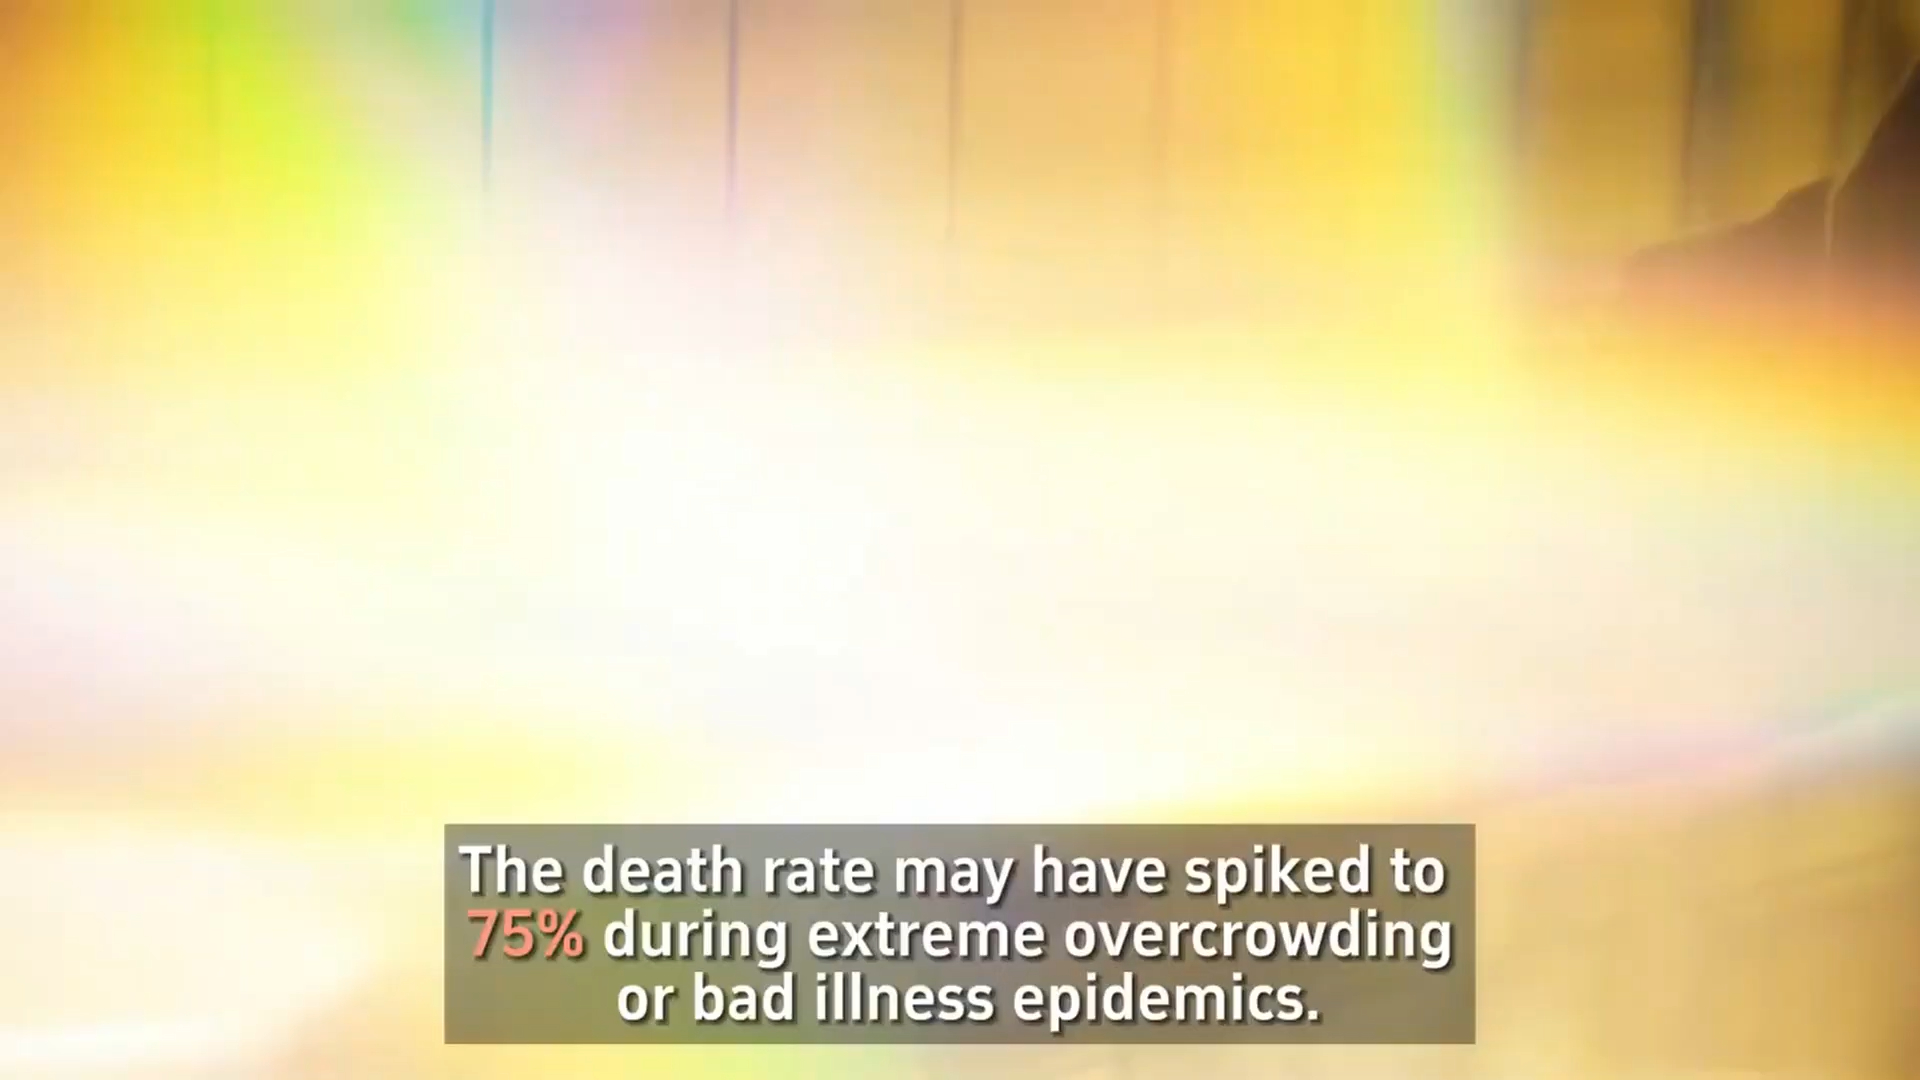 The death rate may have spiked to
75% during extreme overcrowding
or bad illness epidemics.